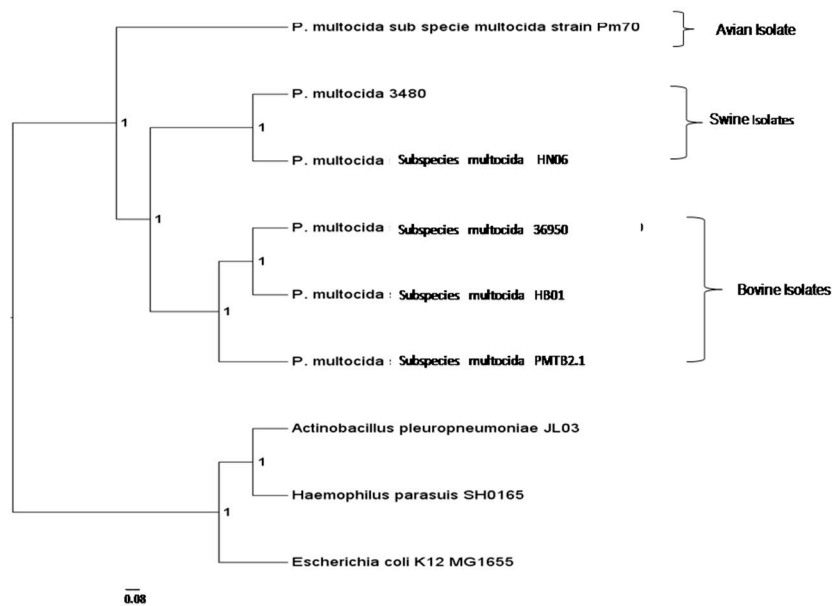 P. multocida sub specie multocida strain Pm70
Avian Isolate
P. multocida 3480
Swine Isolates
1
1
P. multocida : Subspecies multocida HN06
1
P. multocida Subspecies multocida 36950
1
P. multocida : Subspecies multocida HB01
Bovine Isolates
1
P. multocida : Subspecies multocida PMTB2.1
Actinobacillus pleuropneumoniae JL03
1
Haemophilus parasuis SH0165
1
Escherichia coli K12 MG1655
0.08